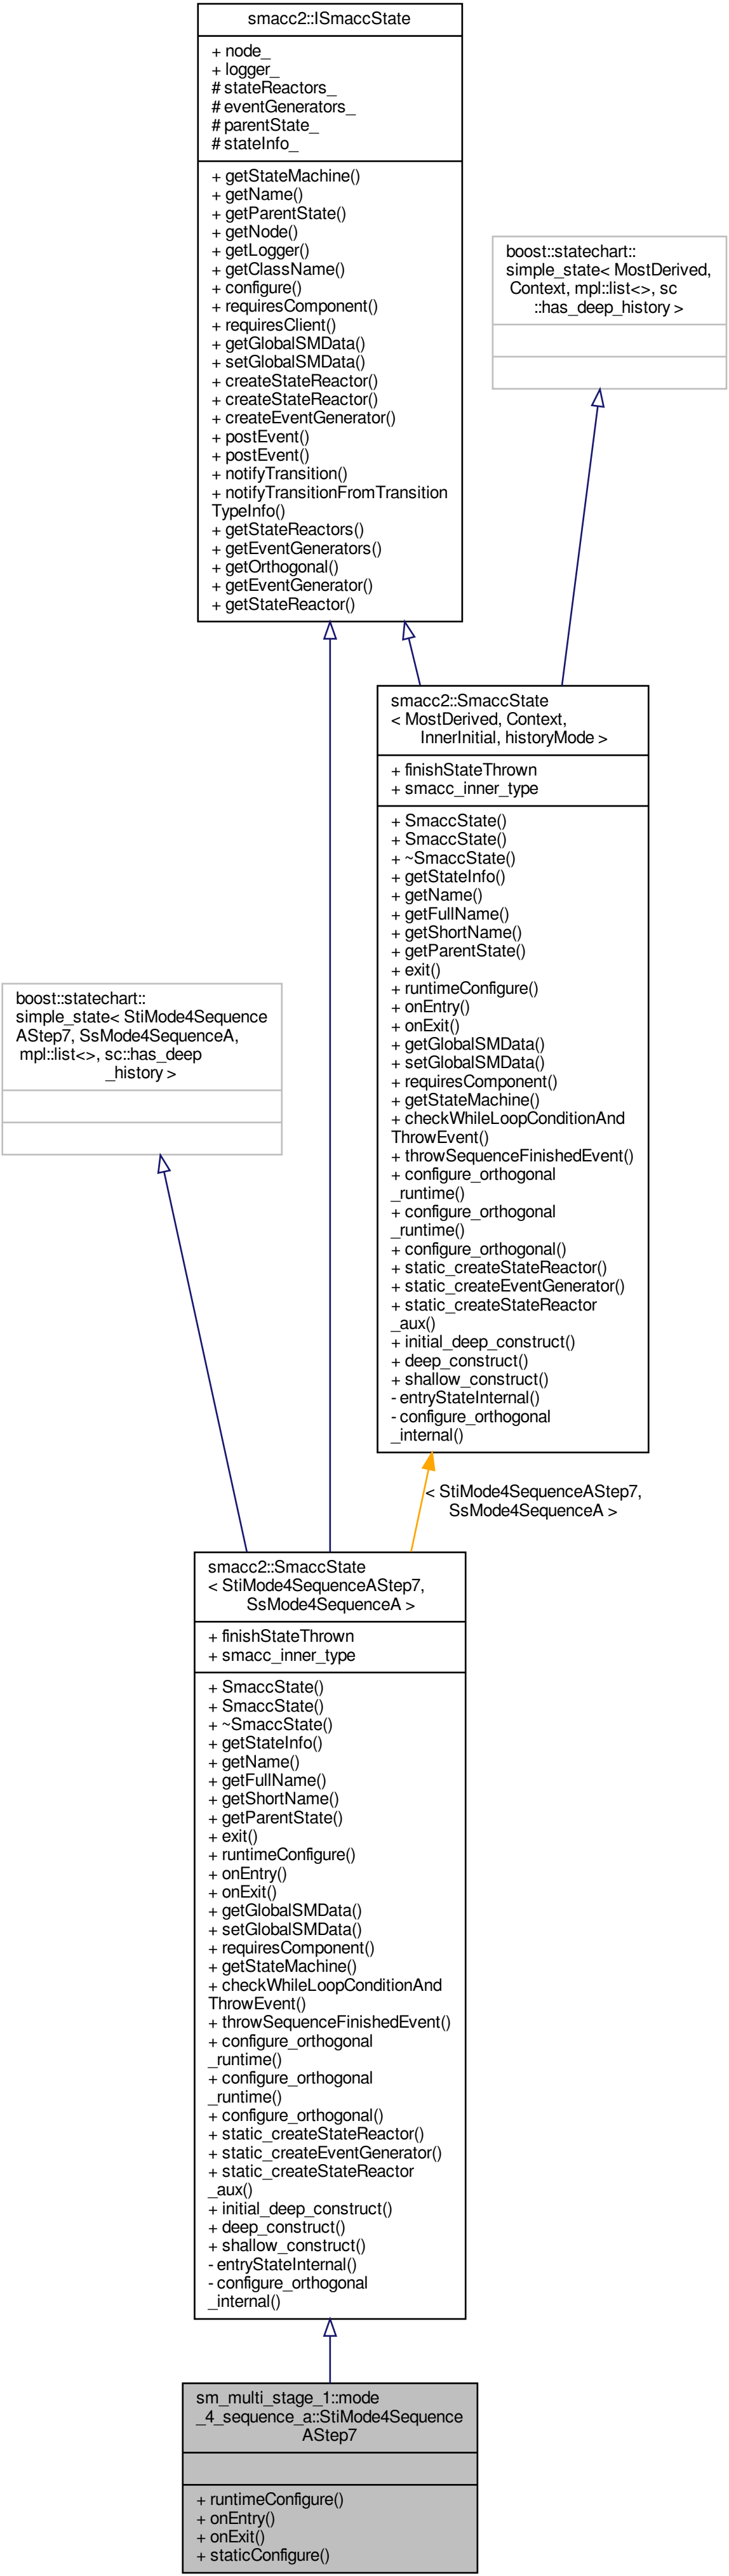 smacc2::ISmaccState
+ node_
+ logger_
# stateReactors_
# eventGenerators_
# parentState_
# stateInfo_
+ getStateMachine()
+ getName()
+ getParentState()
+ getNode()
+ getLogger()
+ getClassName()
+ configure()
+ requiresComponent()
+ requiresClient()
+ getGlobalSMData()
+ setGlobalSMData()
+ createStateReactor()
+ createStateReactor()
+ createEventGenerator()
+ postEvent()
+ postEvent()
+ notifyTransition()
+ notifyTransitionFromTransition
TypeInfo()
+ getStateReactors()
+ getEventGenerators()
+ getOrthogonal()
+ getEventGenerator()
+ getStateReactor()
boost::statechart::
simple_state< MostDerived,
Context, mpl::list<>, sc
::has_deep_history >
smacc2::SmaccState
< MostDerived, Context,
InnerInitial, historyMode >
+ finishStateThrown
+ smacc_inner_type
+ SmaccState()
+ SmaccState()
+ ~SmaccState()
+ getStateInfo()
+ getName()
+ getFullName()
+ getShortName()
+ getParentState()
+ exit()
+ runtimeConfigure()
+ onEntry()
+ onExit()
+ getGlobalSMData()
+ setGlobalSMData()
+ requiresComponent()
+ getStateMachine()
+ checkWhileLoopConditionAnd
ThrowEvent()
+ throwSequenceFinishedEvent()
+ configure_orthogonal
_runtime()
+ configure_orthogonal
_runtime()
+ configure_orthogonal()
+ static_createStateReactor()
+ static_createEventGenerator()
+ static_createStateReactor
_aux()
+ initial_deep_construct()
+ deep_construct()
+ shallow_construct()
- entryStateInternal()
- configure_orthogonal
_internal()
boost::statechart::
simple_state< StiMode4Sequence
AStep7, SsMode4SequenceA,
mpl::list<>, sc::has_deep
_history >
< StiMode4SequenceAStep7,
SsMode4SequenceA >
smacc2::SmaccState
< StiMode4SequenceAStep7,
SsMode4SequenceA >
+ finishStateThrown
+ smacc_inner_type
+ SmaccState()
+ SmaccState()
+ ~SmaccState()
+ getStateInfo()
+ getName()
+ getFullName()
+ getShortName()
+ getParentState()
+ exit()
+ runtimeConfigure()
+ onEntry()
+ onExit()
+ getGlobalSMData()
+ setGlobalSMData()
+ requiresComponent()
+ getStateMachine()
+ checkWhileLoopConditionAnd
ThrowEvent()
+ throwSequenceFinishedEvent()
+ configure_orthogonal
_runtime()
+ configure_orthogonal
_runtime()
+ configure_orthogonal()
+ static_createStateReactor()
+ static_createEventGenerator()
+ static_createStateReactor
_aux()
+ initial_deep_construct()
+ deep_construct()
+ shallow_construct()
- entryStateInternal()
- configure_orthogonal
_internal()
sm_multi_stage_1::mode
_4_sequence_a::StiMode4Sequence
AStep7
+ runtimeConfigure()
+ onEntry()
+ onExit()
+ staticConfigure()